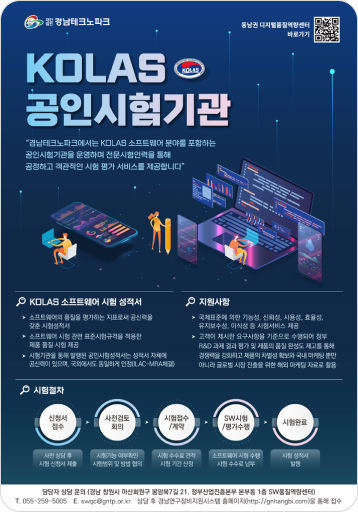 경남테크노파크
동남권 디지털품질역량센터
바로가기
KOLAS
공인시험기관
"경남테크노파크에서는 KOLAS 소프트웨어 분야를 포함하는
공인시험기관을 운영하며 전문시험인력을 통해
공정하고 객관적인 시험 평가 서비스를 제공합니다"
KOLAS 소프트웨어 시험 성적서
소프트웨어의 품질을 평가하는 지표로써 공신력을
갖춘 시험성적서
소프트웨어 시험 관련 표준시험규격을 적용한
제품 품질 시험 제공
시험기관을 통해 발행된 공인시험성적서는 성적서 자체에
공신력이 있으며, 국외에서도 동일하게 인정(ILAC-MRA체결)
지원사항
국제표준에 의한 기능성, 신뢰성, 사용성, 효율성,
유지보수성, 이식성 등 시험서비스 제공
고객이 제시한 요구사항을 기준으로 수행되며 정부
R&D 과제 결과 평가 및 제품의 품질 완성도 제고를 통해
경쟁력을 강화하고 제품의 차별성 확보와 국내 마케팅 뿐만
아니라 글로벌 시장 진출을 위한 해외 마케팅 자료로 활용
시험절차
신청서
접수
사전검토
회의
시험접수
/계약
SW시험
/평가수행
시험완료
사전 상담 후
시험 신청서 제출
시험가능 여부확인
시험범위 및 방법 협의
시험 수수료 견적
시험 기간 산정
소프트웨어 시험 수행
시험 수수료 납부
시험 성적서
발행
담당자 상담 문의 (경남 창원시 마산회원구 봉암북7길 21, 정부산업진흥본부 본부동 1층 SW품질역량센터)
T. 055-259-5005 E. swqc@gntp.or.kr 상담 후 경남연구장비지원시스템 홈페이지(http://gnhangbi.com)을 통해 접수